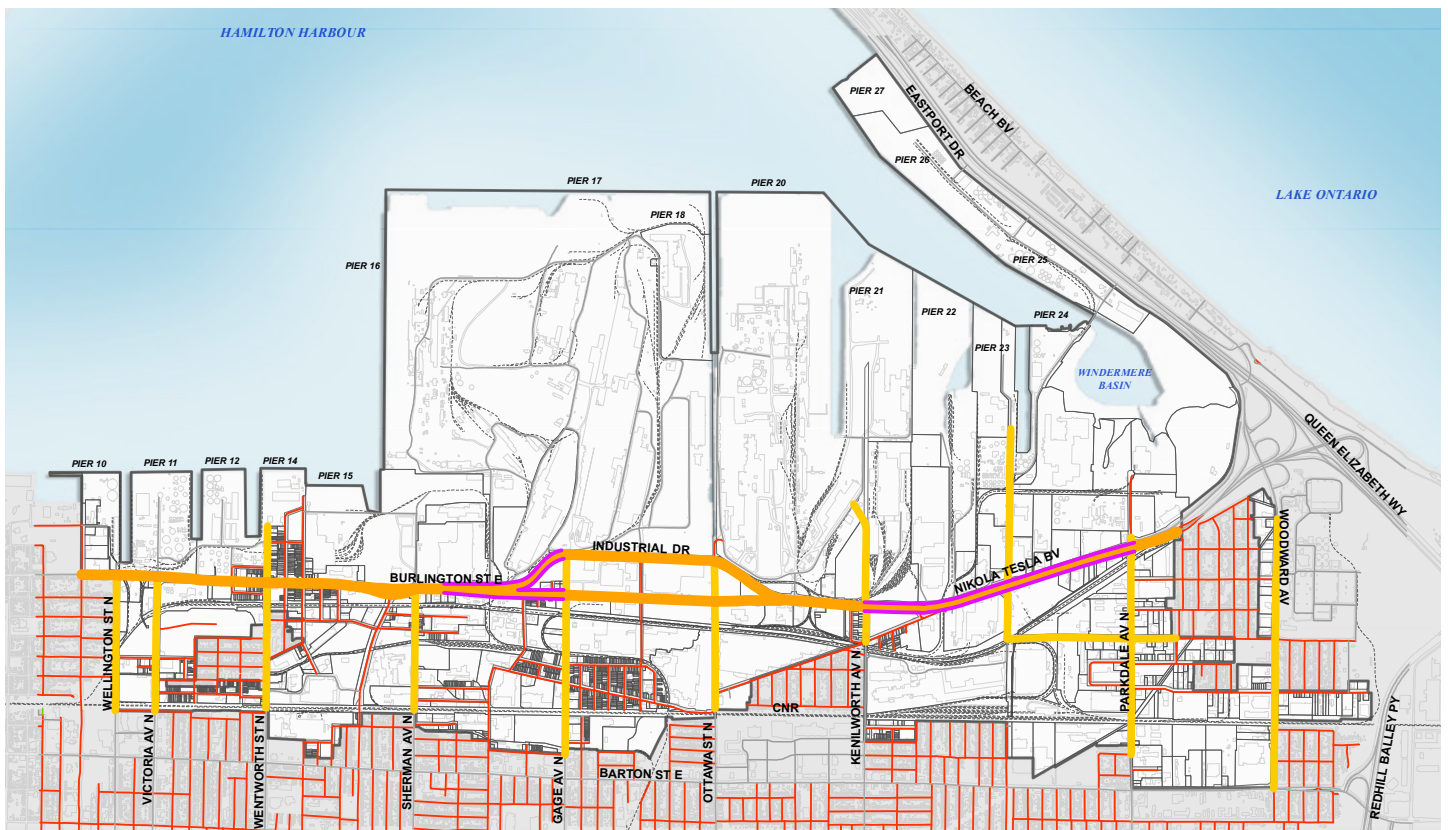 HAMILTON HARBOUR
PIER 27
EASTPORT DR
BEACH BV
PIER 26
PIER 17
PIER 20
LAKE ONTARIO
PIER 18
PIER 16
PIER 25
PIER 21
PIER 22
PIER 24
PIER 23
WINDERMERE
BASIN
QUEEN ELIZABETH WY
PIER 10
PIER 11
PIER 12
PIER 14
PIER 15
WOODWARD AV
INDUSTRIAL DR
BURLINGTON ST E
NIKOLA TESLA BV
WELLINGTON ST N
VICTORIA AV N
WENTWORTH ST N
SHERMAN AV N
GAGE AV N
OTTAWA ST N
KENILWORTH AV N
PARKDALE AV N
CNR
BARTON ST E
REDHILL BALLEY PY